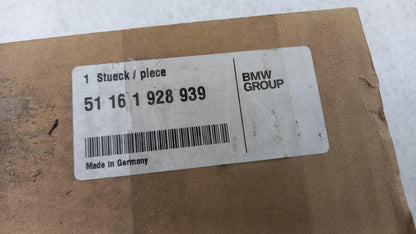 1 Stueck / piece
51 16 1 928 939
Made in Germany
BMW
GROUP